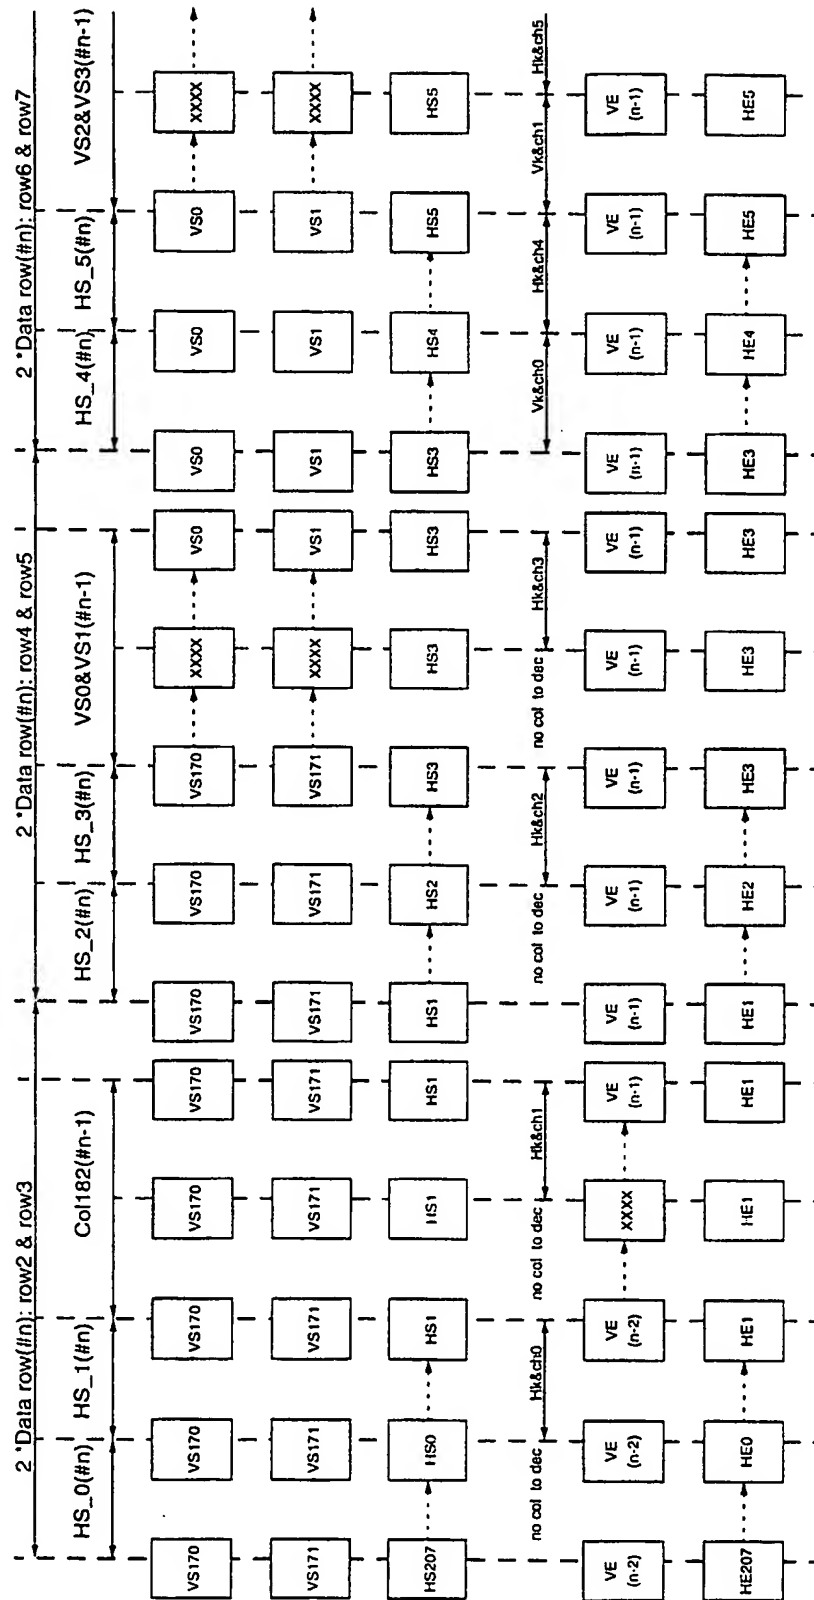 2 *Data row(#n): row2 & row3 2 *Data row(#n): row4 & row5 2 *Data row(#n): row6 & row7
HS_0(#n) HS_1(#n) Col182(#n-1) HS_2(#n) HS_3(#n) VS0&VS1(#n-1) HS_4(#n) HS_5(#n) VS2&VS3(#n-1)
VS170 VS170 VS170 VS170 VS170 VS170 VS170 VS170 XXXX VS0 VS0 VS0 VS0 XXXX
VS171 VS171 VS171 VS171 VS171 VS171 VS171 VS171 XXXX VS1 VS1 VS1 VS1 XXXX
HS207 HS0 HS1 HS1 HS1 HS1 HS2 HS3 HS3 HS3 HS3 HS4 HS5 HS5
no col to dec Hk&ch0 no col to dec Hk&ch1 no col to dec Hk&ch2 no col to dec Hk&ch3 Vk&ch0 Hk&ch4 Vk&ch1 Hk&ch5
VE VE VE XXXX VE VE VE VE VE VE VE VE VE VE
(n-2) (n-2) (n-2) (n-1) (n-1) (n-1) (n-1) (n-1) (n-1) (n-1) (n-1) (n-1) (n-1)
HE207 HE0 HE1 HE1 HE1 HE1 HE2 HE3 HE3 HE3 HE3 HE4 HE5 HE5